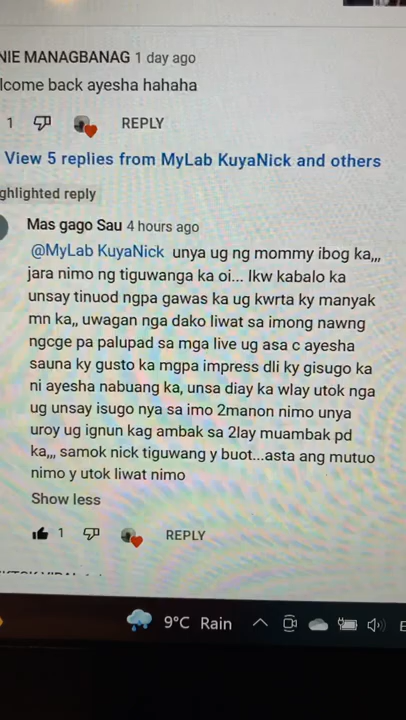 NIE MANAGBANAG 1 day ago
lcome back ayesha hahaha
1 REPLY
View 5 replies from MyLab KuyaNick and others
ghlighted reply
Mas gago Sau 4 hours ago
@MyLab KuyaNick unya ug ng mommy ibog ka,,,
jara nimo ng tiguwanga ka oi... Ikw kabalo ka
unsay tinuod ngpa gawas ka ug kwrta ky manyak
mn ka,, uwagan nga dako liwat sa imong nawng
ngcge pa palupad sa mga live ug asa c ayesha
sauna ky gusto ka mgpa impress dli ky gisugo ka
ni ayesha nabuang ka, unsa diay ka wlay utok nga
ug unsay isugo nya sa imo 2manon nimo unya
uroy ug ignun kag ambak sa 2lay muambak pd
ka,,, samok nick tiguwang y buot...asta ang mutuo
nimo y utok liwat nimo
Show less
1 REPLY
9°C Rain